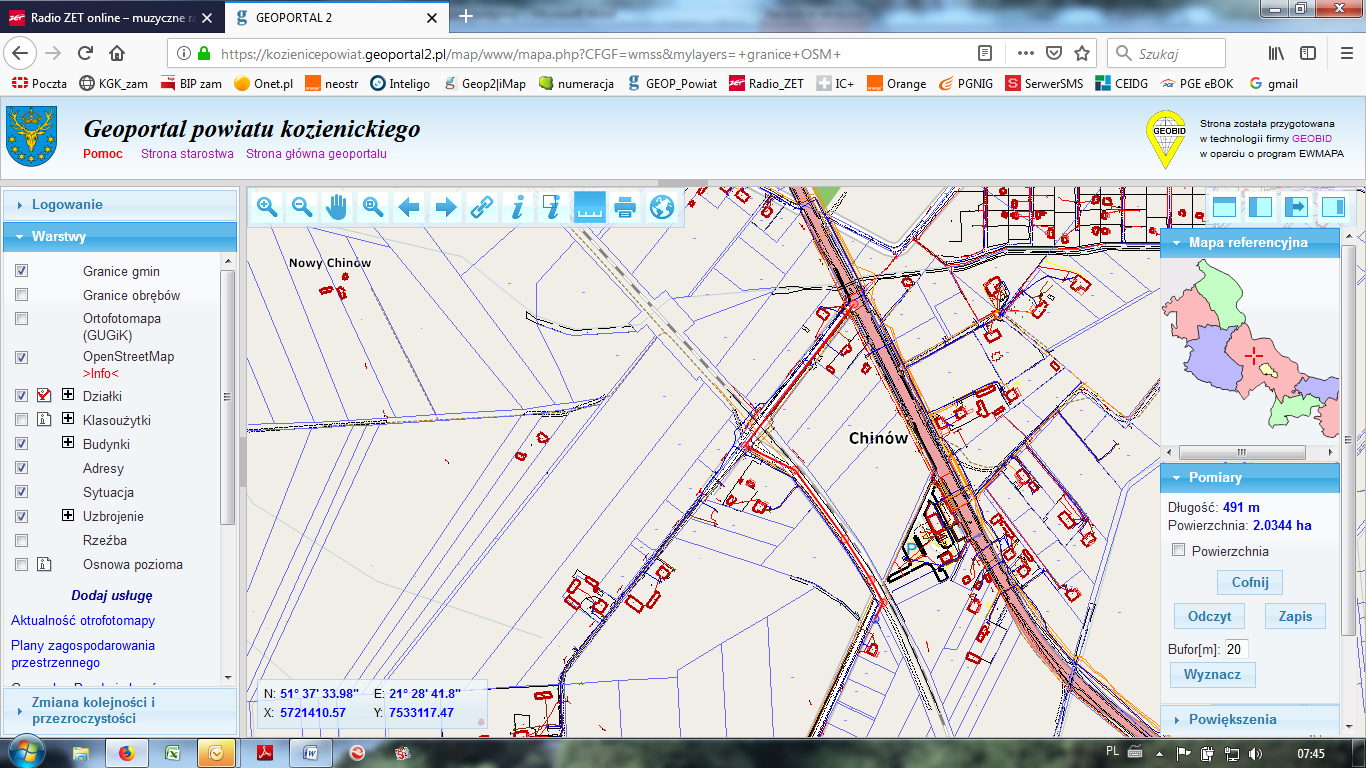 Radio ZET online – muzyczne ra
GEOPORTAL 2
https://kozienicepowiat.geoportal2.pl/map/www/mapa.php?CFGF=wmss&mylayers=+granice+OSM+
Szukaj
Poczta
KGK_zam
BIP zam
Onet.pl
neostr
Inteligo
Geop2|iMap
numeracja
GEOP_Powiat
Radio_ZET
IC+
Orange
PGNIG
SerwerSMS
CEIDG
PGE eBOK
gmail
Geoportal powiatu kozienickiego
Pomoc
Strona starostwa
Strona główna geoportalu
GEOBID
Strona została przygotowana
w technologii firmy GEOBID
w oparciu o program EWMAPA
Logowanie
Warstwy
Granice gmin
Granice obrębów
Ortofotomapa
(GUGiK)
OpenStreetMap
>Info<
Działki
Klasoużytki
Budynki
Adresy
Sytuacja
Uzbrojenie
Rzeźba
Osnowa pozioma
Dodaj usługę
Aktualność otrofotomapy
Plany zagospodarowania
przestrzennego
Zmiana kolejności i
przezroczystości
Nowy Chinów
Chinów
P
N: 51° 37' 33.98" E: 21° 28' 41.8"
X: 5721410.57 Y: 7533117.47
Mapa referencyjna
Pomiary
Długość: 491 m
Powierzchnia: 2.0344 ha
Powierzchnia
Cofnij
Odczyt
Zapis
Bufor[m]: 20
Wyznacz
Powiększenia
PL
07:45